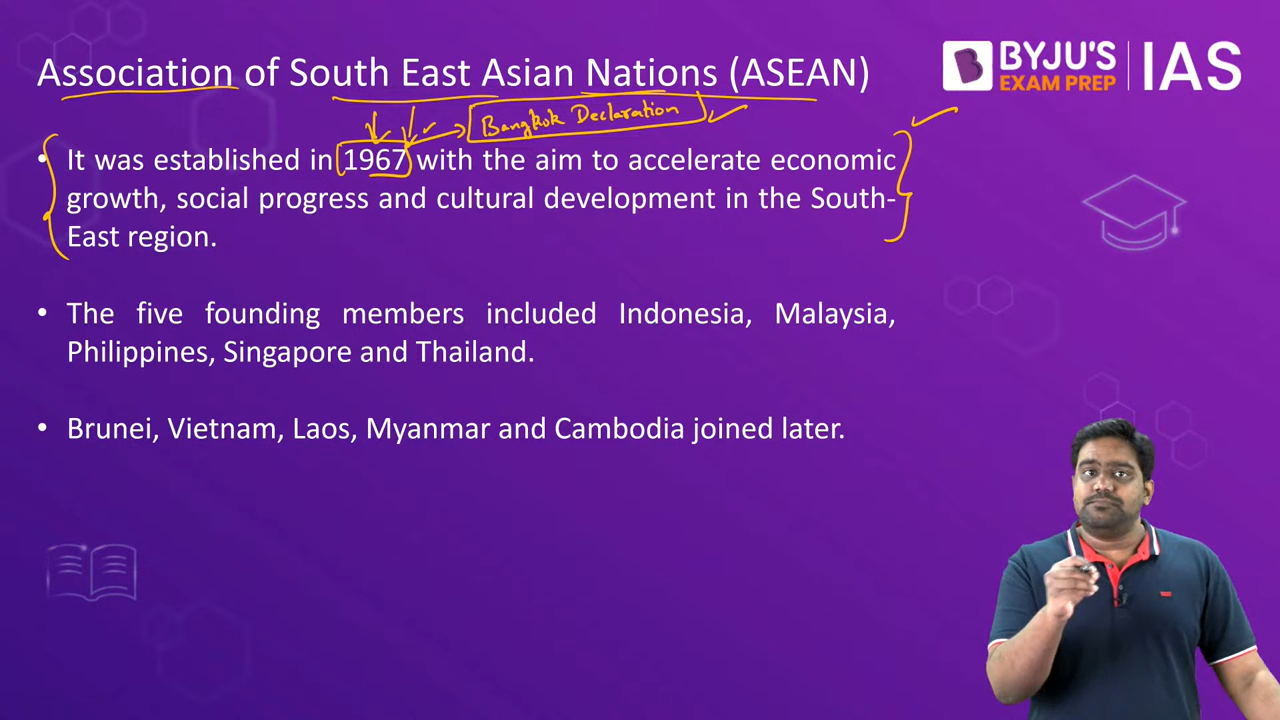 Association of South East Asian Nations (ASEAN)
BYJU'S
EXAM PREP
IAS
Bangkok Declaration
• It was established in 1967 with the aim to accelerate economic
growth, social progress and cultural development in the South-
East region.
• The five founding members included Indonesia, Malaysia,
Philippines, Singapore and Thailand.
• Brunei, Vietnam, Laos, Myanmar and Cambodia joined later.